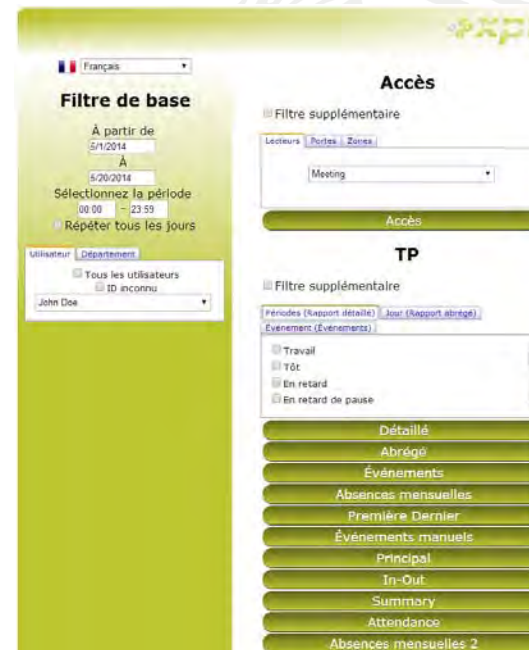 Français
Filtre de base
À partir de
5/1/2014
À
5/20/2014
Sélectionnez la période
00:00 - 23:59
Répéter tous les jours
Utilisateur Département
Tous les utilisateurs
ID inconnu
John Doe
Accès
Filtre supplémentaire
Lecteurs Portes Zones
Meeting
Accès
TP
Filtre supplémentaire
Périodes (Rapport détaillé) Jour (Rapport abrégé)
Événement (Événements)
Travail
Tôt
En retard
En retard de pause
Détaillé
Abrégé
Événements
Absences mensuelles
Première Dernier
Événements manuels
Principal
In-Out
Summary
Attendance
Absences mensuelles 2